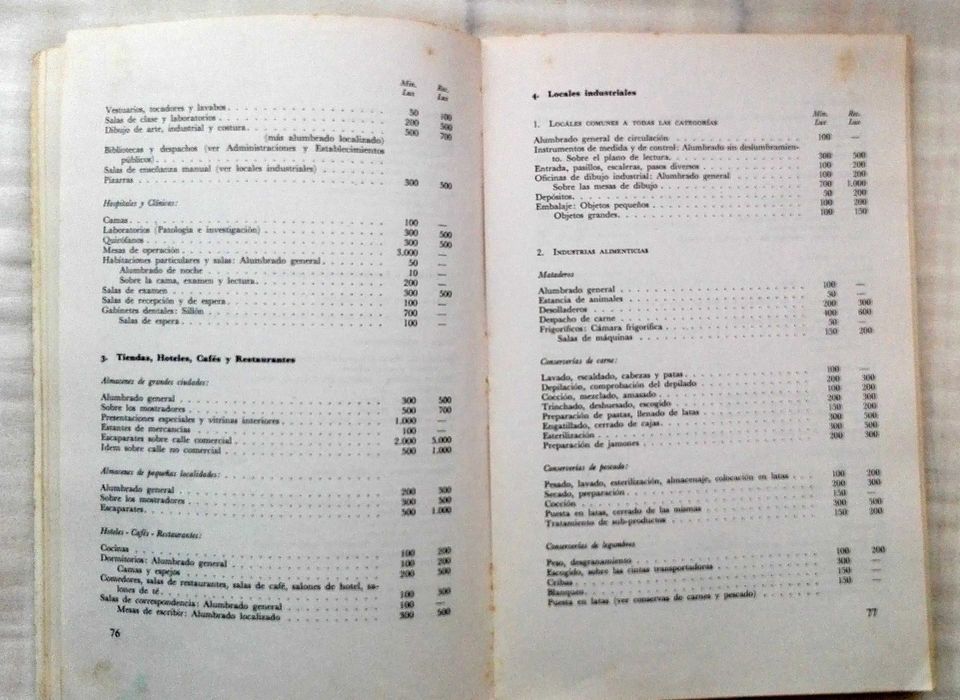 Min. Rec.
Lux Lux
Vestuarios, tocadores y lavabos 50 100
Salas de clase y laboratorios 200 500
Dibujo de arte, industrial y costura 500 700
(más alumbrado localizado)
Bibliotecas y despachos (ver Administraciones y Establecimientos
públicos)
Salas de enseñanza manual (ver locales industriales)
Pizarras 300 500
Hospitales y Clínicas:
Camas 100 —
Laboratorios (Patología e investigación) 300 500
Quirófanos 300 500
Mesas de operación 3.000 —
Habitaciones particulares y salas: Alumbrado general 50 —
Alumbrado de noche 10 —
Sobre la cama, examen y lectura 200 —
Salas de examen 300 500
Salas de recepción y de espera 100 —
Gabinetes dentales: Sillón 700 —
Salas de espera 100 —
3. Tiendas, Hoteles, Cafés y Restaurantes
Almacenes de grandes ciudades:
Alumbrado general 300 500
Sobre los mostradores 500 700
Presentaciones especiales y vitrinas interiores 1.000 —
Estantes de mercancías 100 —
Escaparates sobre calle comercial 2.000 5.000
Idem sobre calle no comercial 500 1.000
Almacenes de pequeñas localidades:
Alumbrado general 200 300
Sobre los mostradores 300 500
Escaparates 500 1.000
Hoteles - Cafés - Restaurantes:
Cocinas 100 200
Dormitorios: Alumbrado general 100 200
Camas y espejos 200 500
Comedores, salas de restaurantes, salas de café, salones de hotel, sa-
lones de té 100 300
Salas de correspondencia: Alumbrado general 100 —
Mesas de escribir: Alumbrado localizado 300 500
76
4. Locales industriales
Min. Rec.
Lux Lux
1. LOCALES COMUNES A TODAS LAS CATEGORÍAS
Alumbrado general de circulación 100 —
Instrumentos de medida y de control: Alumbrado sin deslumbramien-
to. Sobre el plano de lectura 300 500
Entrada, pasillos, escaleras, pasos diversos 100 200
Oficinas de dibujo industrial: Alumbrado general 100 200
Sobre las mesas de dibujo 700 1.000
Depósitos 50 200
Embalaje: Objetos pequeños 100 200
Objetos grandes 100 150
2. INDUSTRIAS ALIMENTICIAS
Mataderos
Alumbrado general 100 —
Estancia de animales 50 —
Desolladeros 200 300
Despacho de carne 400 600
Frigoríficos: Cámara frigorífica 50 —
Salas de máquinas 150 200
Conserverías de carne:
Lavado, escaldado, cabezas y patas 100 —
Depilación, comprobación del depilado 200 300
Cocción, mezclado, amasado 100 200
Trinchado, deshuesado, escogido 200 300
Preparación de pastas, llenado de latas 150 200
Engatillado, cerrado de cajas 300 500
Esterilización 200 300
Preparación de jamones 200 300
Conserverías de pescado:
Pesado, lavado, esterilización, almacenaje, colocación en latas 100 200
Secado, preparación 200 300
Cocción 150 —
Puesta en latas, cerrado de las mismas 300 500
Tratamiento de sub-productos 150 200
Conserverías de legumbres
Peso, desgranamiento 100 200
Escogido, sobre las cintas transportadoras 300 —
Cribas 150 —
Blanqueo 150 —
Puesta en latas (ver conservas de carnes y pescado)
77